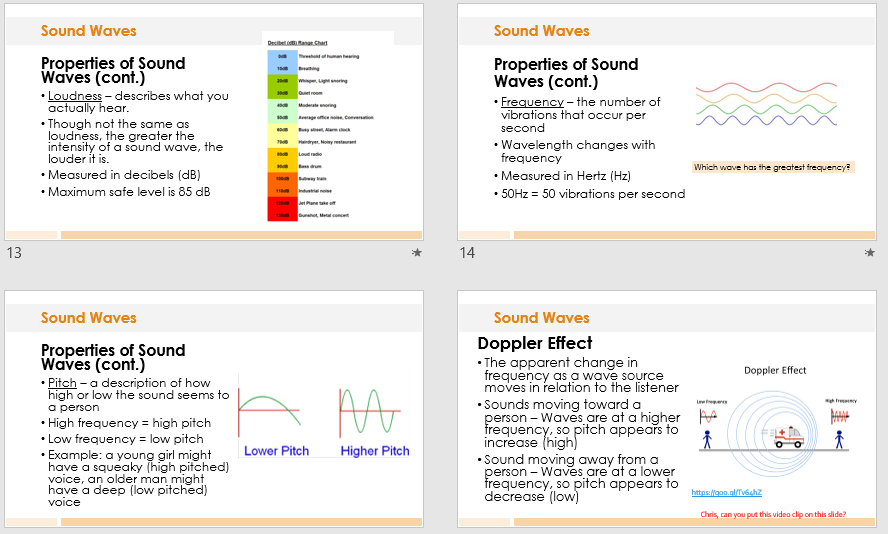 Sound Waves
Properties of Sound
Waves (cont.)
• Loudness – describes what you
actually hear.
• Though not the same as
loudness, the greater the
intensity of a sound wave, the
louder it is.
• Measured in decibels (dB)
• Maximum safe level is 85 dB
Decibel (dB) Range Chart
0dB Threshold of human hearing
10dB Breathing
20dB Whisper, Light snoring
30dB Quiet room
40dB Moderate snoring
50dB Average office noise, Conversation
60dB Busy street, Alarm clock
70dB Hairdryer, Noisy restaurant
80dB Loud radio
90dB Bass drum
100dB Subway train
110dB Industrial noise
120dB Jet Plane take off
Gunshot, Metal concert
13
Sound Waves
Properties of Sound
Waves (cont.)
• Frequency – the number of
vibrations that occur per
second
• Wavelength changes with
frequency
• Measured in Hertz (Hz)
• 50Hz = 50 vibrations per second
Which wave has the greatest frequency?
14
Sound Waves
Properties of Sound
Waves (cont.)
• Pitch – a description of how
high or low the sound seems to
a person
• High frequency = high pitch
• Low frequency = low pitch
• Example: a young girl might
have a squeaky (high pitched)
voice, an older man might
have a deep (low pitched)
voice
Lower Pitch
Higher Pitch
Sound Waves
Doppler Effect
• The apparent change in
frequency as a wave source
moves in relation to the listener
• Sounds moving toward a
person – Waves are at a higher
frequency, so pitch appears to
increase (high)
• Sound moving away from a
person – Waves are at a lower
frequency, so pitch appears to
decrease (low)
Doppler Effect
Low Frequency
High Frequency
https://goo.gl/Tv64hZ
Chris, can you put this video clip on this slide?